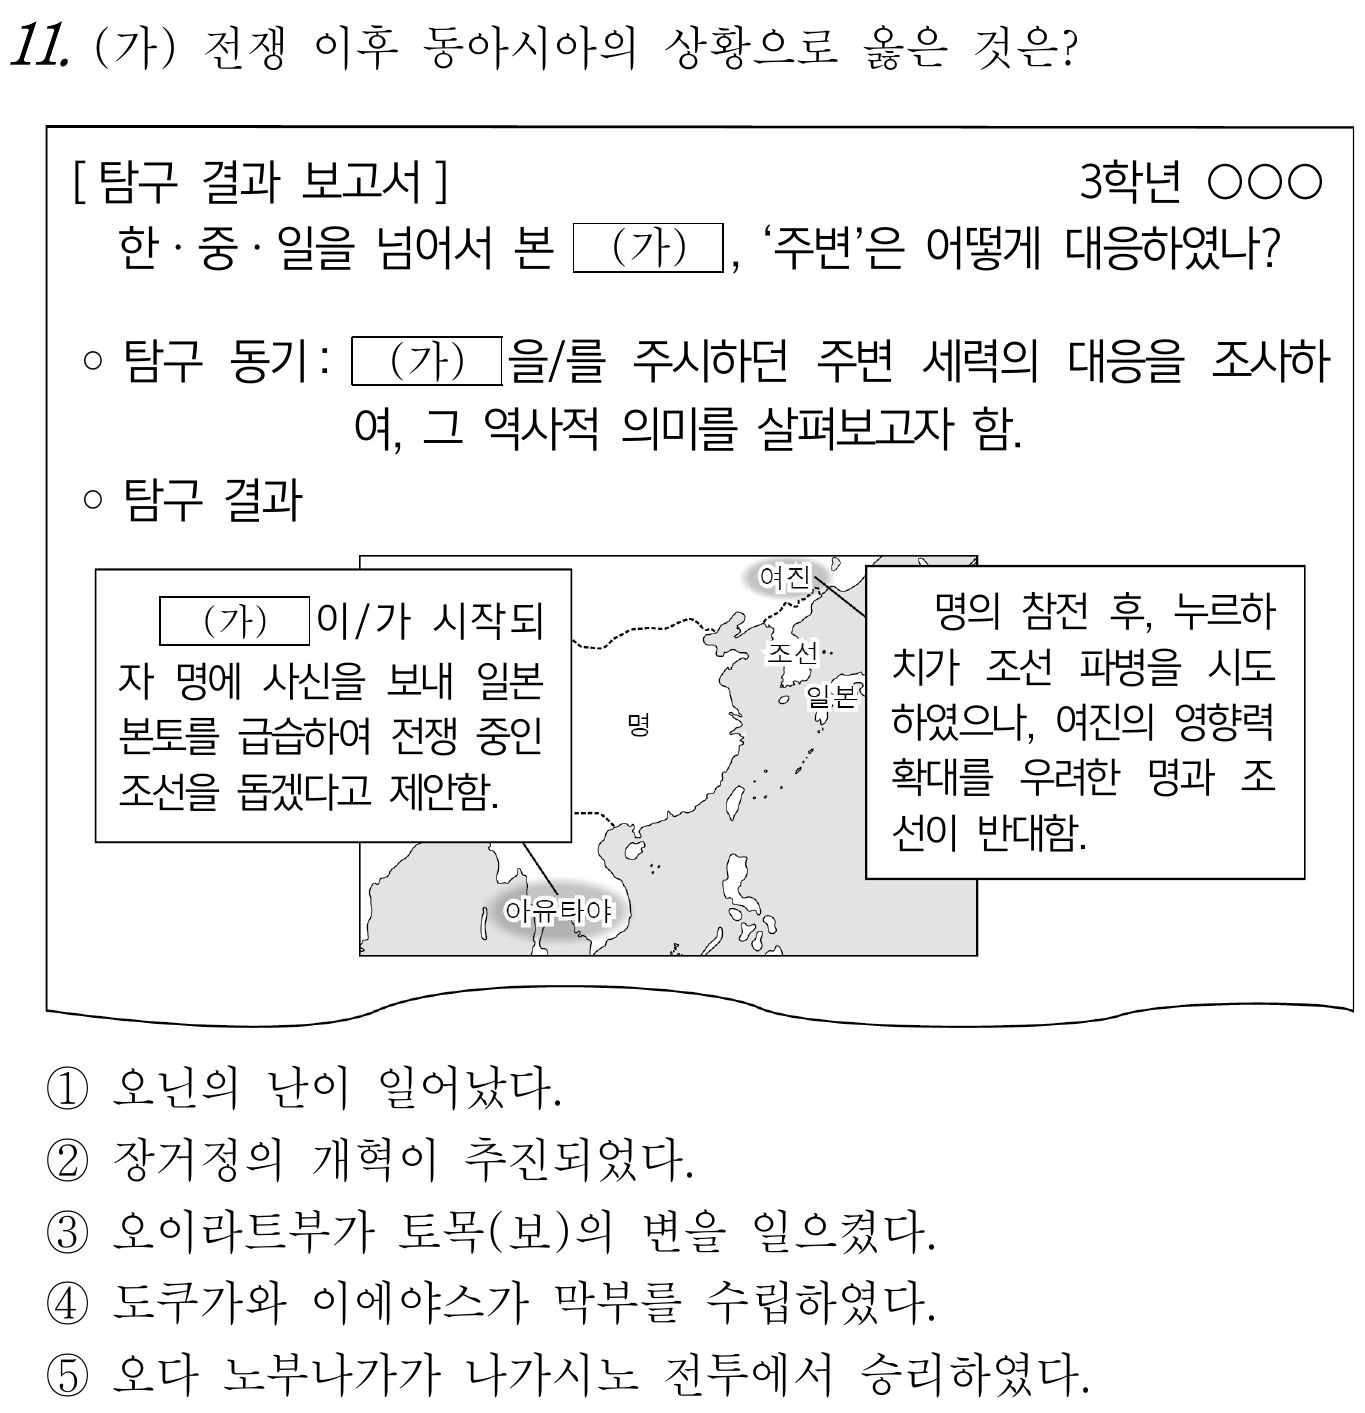 11. (가) 전쟁 이후 동아시아의 상황으로 옳은 것은?
[탐구 결과 보고서] 3학년 ○○○
한·중·일을 넘어서 본 (가), ‘주변’은 어떻게 대응하였나?
○ 탐구 동기: (가)을/를 주시하던 주변 세력의 대응을 조사하
여, 그 역사적 의미를 살펴보고자 함.
○ 탐구 결과
(가)이/가 시작되
자 명에 사신을 보내 일본
본토를 급습하여 전쟁 중인
조선을 돕겠다고 제안함.
여진
조선
일본
명
아유타야
명의 참전 후, 누르하
치가 조선 파병을 시도
하였으나, 여진의 영향력
확대를 우려한 명과 조
선이 반대함.
① 오닌의 난이 일어났다.
② 장거정의 개혁이 추진되었다.
③ 오이라트부가 토목(보)의 변을 일으켰다.
④ 도쿠가와 이에야스가 막부를 수립하였다.
⑤ 오다 노부나가가 나가시노 전투에서 승리하였다.